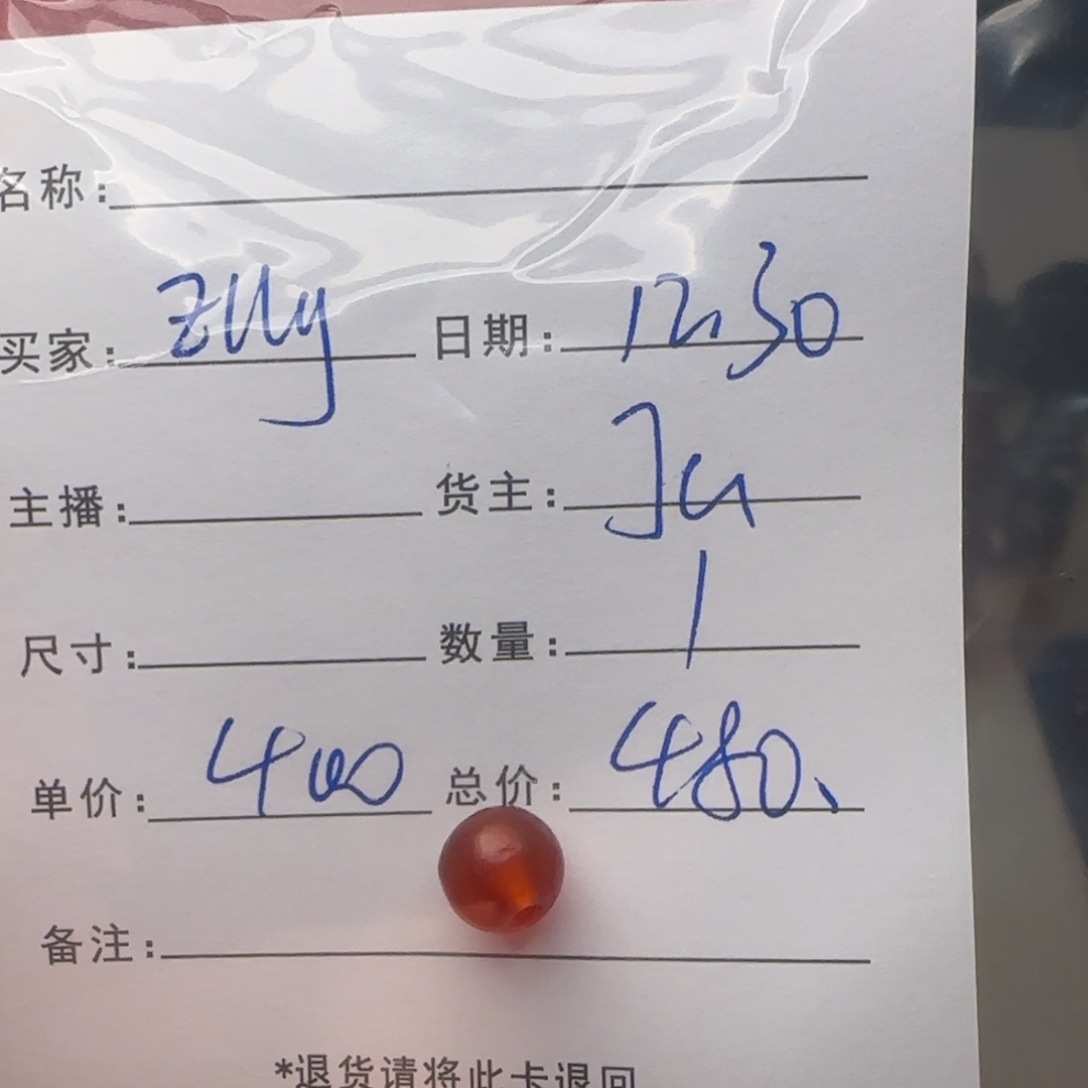 名称：
买家：zlly 日期：12.30
主播： 货主：Ju
尺寸： 数量：1
单价：400 总价：480.
备注：
*退货请将此卡退回